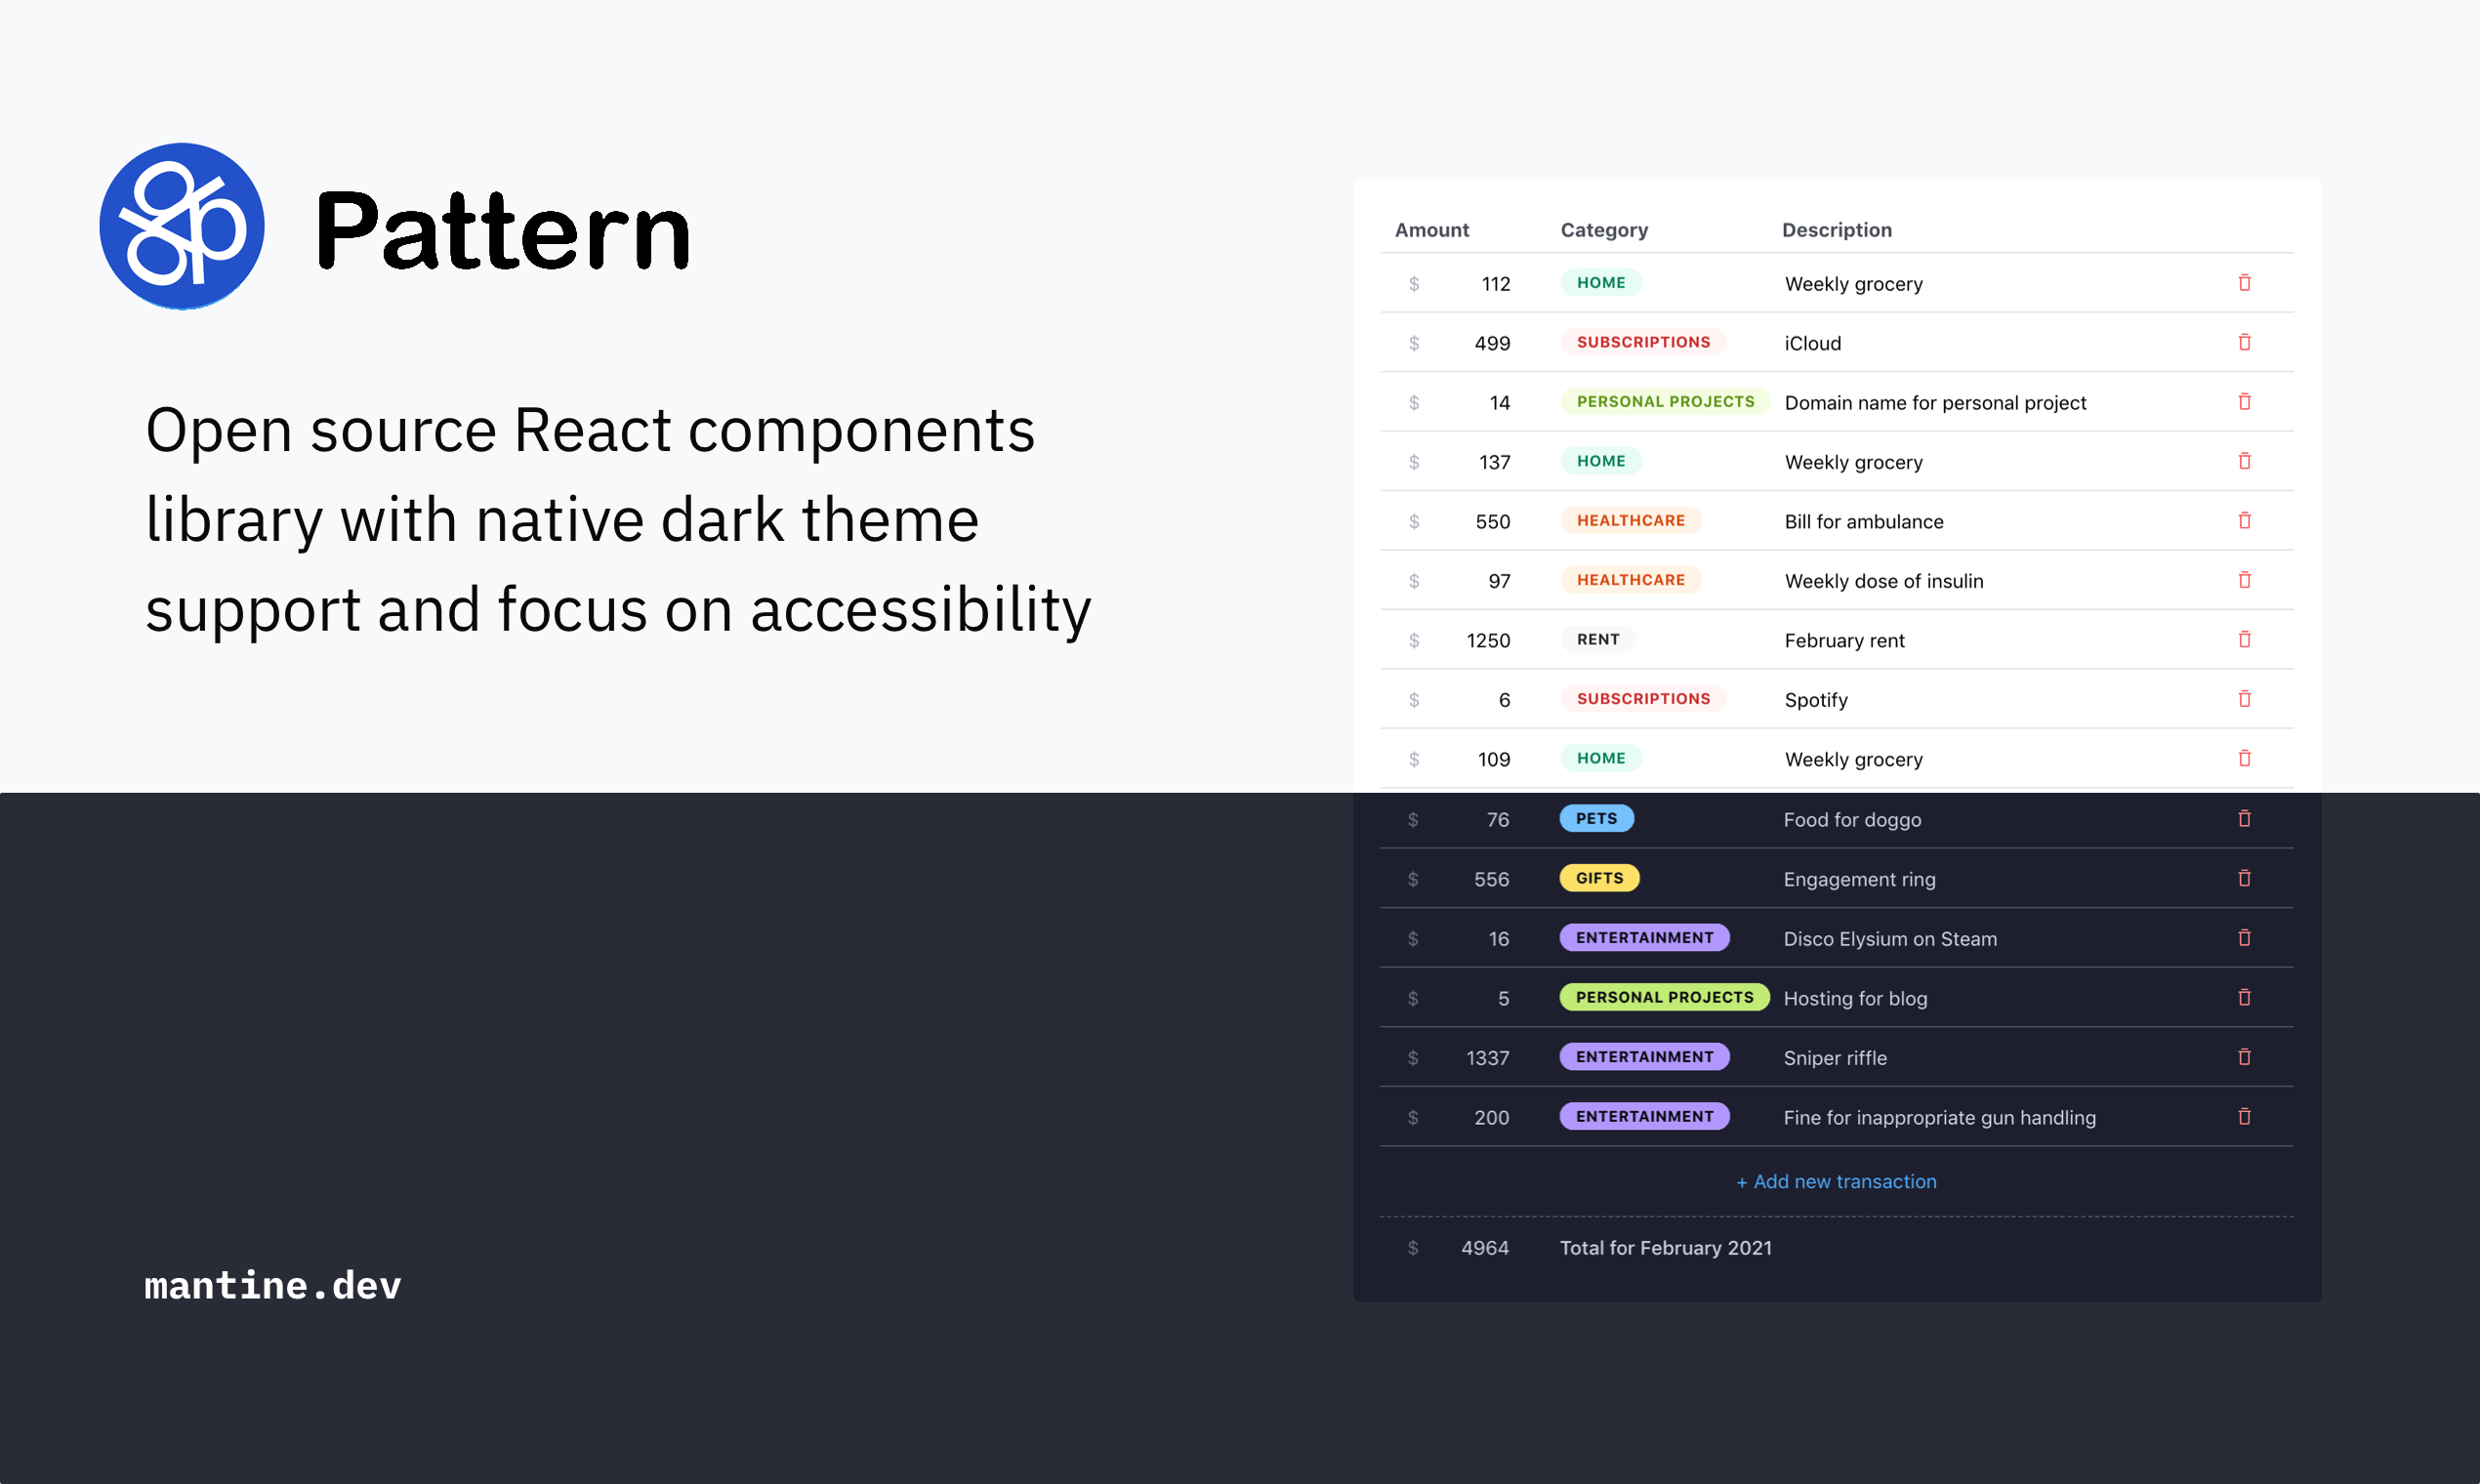 Pattern
Open source React components
library with native dark theme
support and focus on accessibility
mantine.dev
Amount Category Description
$ 112 HOME Weekly grocery
$ 499 SUBSCRIPTIONS iCloud
$ 14 PERSONAL PROJECTS Domain name for personal project
$ 137 HOME Weekly grocery
$ 550 HEALTHCARE Bill for ambulance
$ 97 HEALTHCARE Weekly dose of insulin
$ 1250 RENT February rent
$ 6 SUBSCRIPTIONS Spotify
$ 109 HOME Weekly grocery
$ 76 PETS Food for doggo
$ 556 GIFTS Engagement ring
$ 16 ENTERTAINMENT Disco Elysium on Steam
$ 5 PERSONAL PROJECTS Hosting for blog
$ 1337 ENTERTAINMENT Sniper riffle
$ 200 ENTERTAINMENT Fine for inappropriate gun handling
+ Add new transaction
$ 4964 Total for February 2021